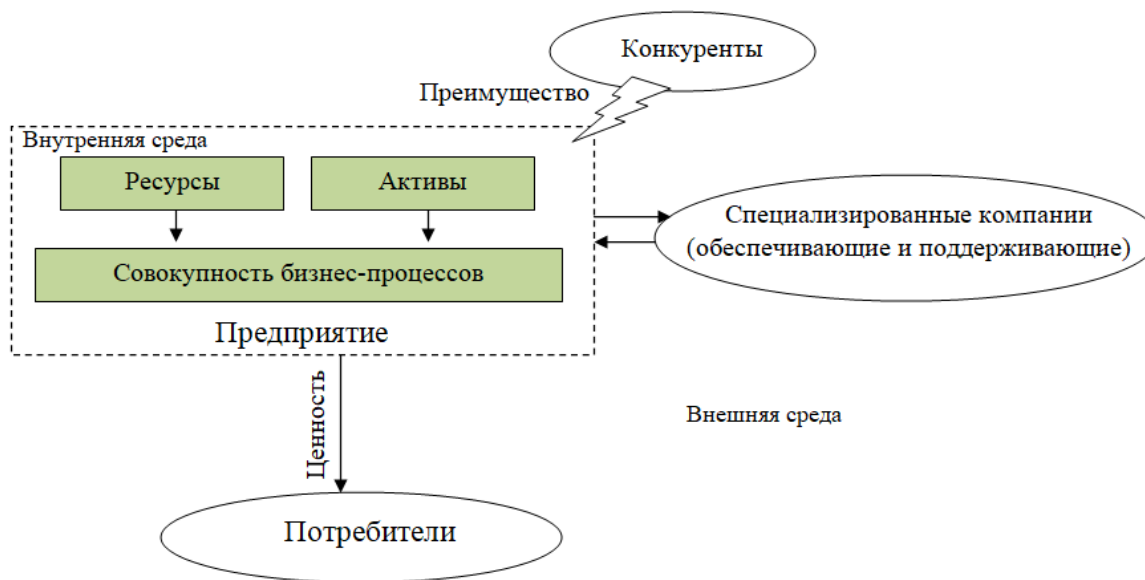 Конкуренты
Преимущество
Внутренняя среда
Ресурсы
Активы
Специализированные компании
(обеспечивающие и поддерживающие)
Совокупность бизнес-процессов
Предприятие
Ценность
Внешняя среда
Потребители